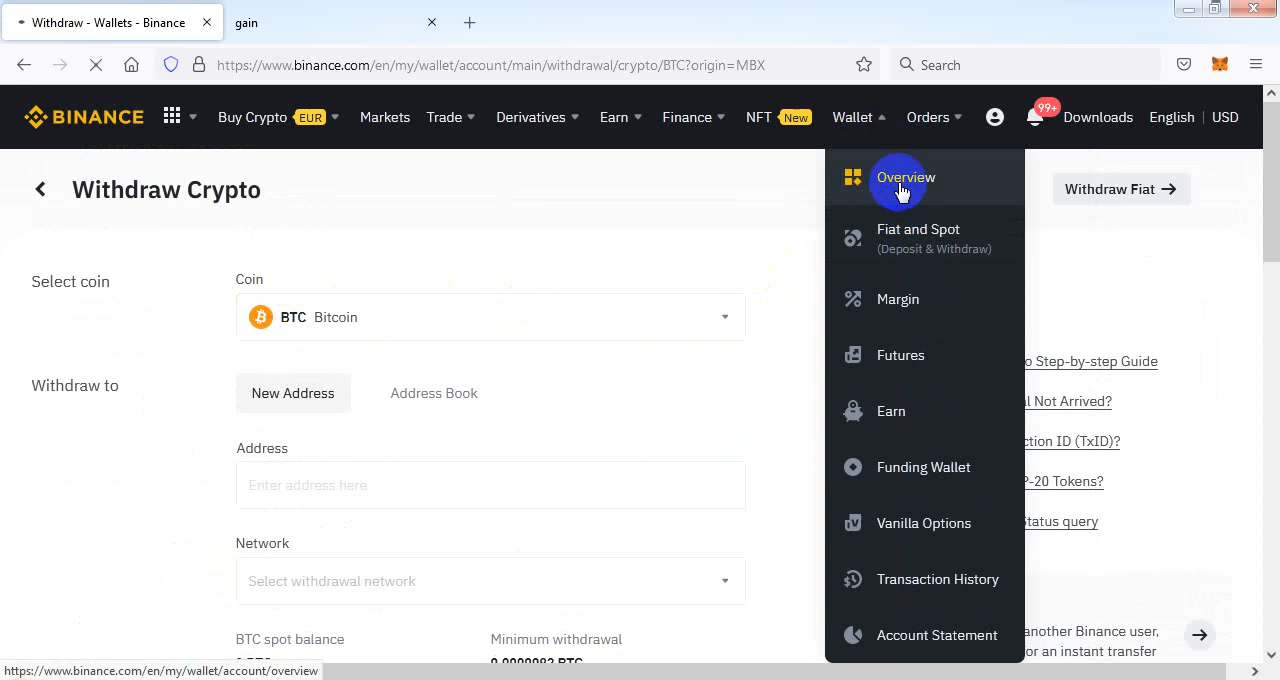 Withdraw - Wallets - Binance
gain
https://www.binance.com/en/my/wallet/account/main/withdrawal/crypto/BTC?origin=MBX
Search
BINANCE
Buy Crypto EUR
Markets
Trade
Derivatives
Earn
Finance
NFT New
Wallet
Orders
99+
Downloads
English
USD
Withdraw Crypto
Overview
Withdraw Fiat
Fiat and Spot
(Deposit & Withdraw)
Select coin
Coin
BTC Bitcoin
Margin
Futures
o Step-by-step Guide
Withdraw to
New Address
Address Book
l Not Arrived?
Earn
Address
ction ID (TxID)?
Enter address here
Funding Wallet
P-20 Tokens?
Vanilla Options
Status query
Network
Select withdrawal network
Transaction History
BTC spot balance
Minimum withdrawal
Account Statement
another Binance user,
or an instant transfer
0.0000092 BTC
https://www.binance.com/en/my/wallet/account/overview